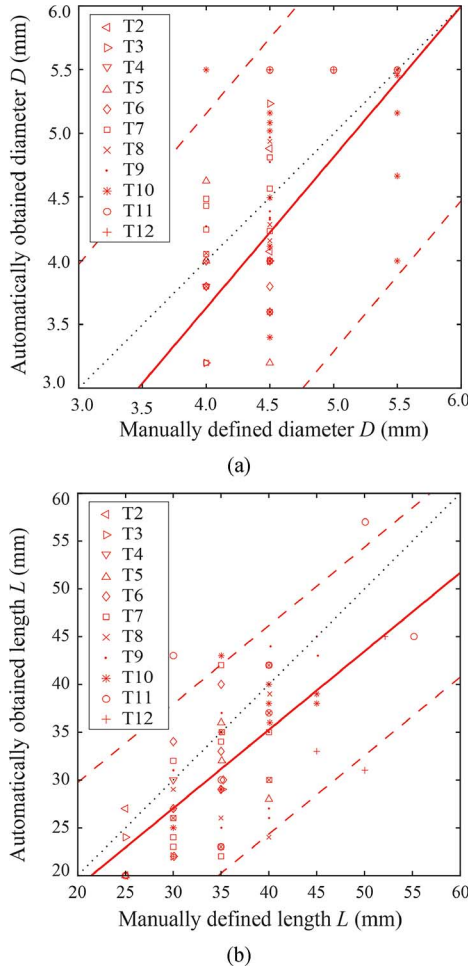 6.0
5.5
5.0
4.5
4.0
3.5
3.0
Automatically obtained diameter D (mm)
T2
T3
T4
T5
T6
T7
T8
T9
T10
T11
T12
3.0 3.5 4.0 4.5 5.0 5.5 6.0
Manually defined diameter D (mm)
(a)
60
55
50
45
40
35
30
25
20
Automatically obtained length L (mm)
T2
T3
T4
T5
T6
T7
T8
T9
T10
T11
T12
20 25 30 35 40 45 50 55 60
Manually defined length L (mm)
(b)